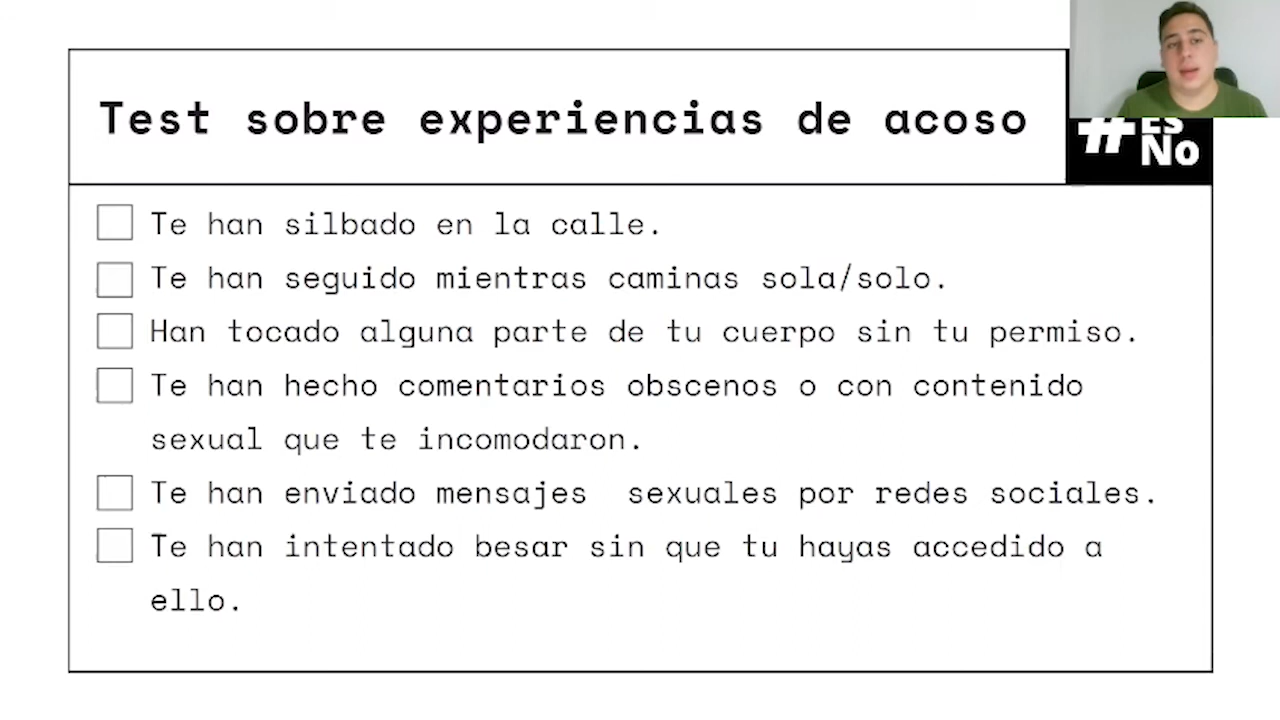 Test sobre experiencias de acoso
#ES
No
Te han silbado en la calle.
Te han seguido mientras caminas sola/solo.
Han tocado alguna parte de tu cuerpo sin tu permiso.
Te han hecho comentarios obscenos o con contenido
sexual que te incomodaron.
Te han enviado mensajes sexuales por redes sociales.
Te han intentado besar sin que tu hayas accedido a
ello.